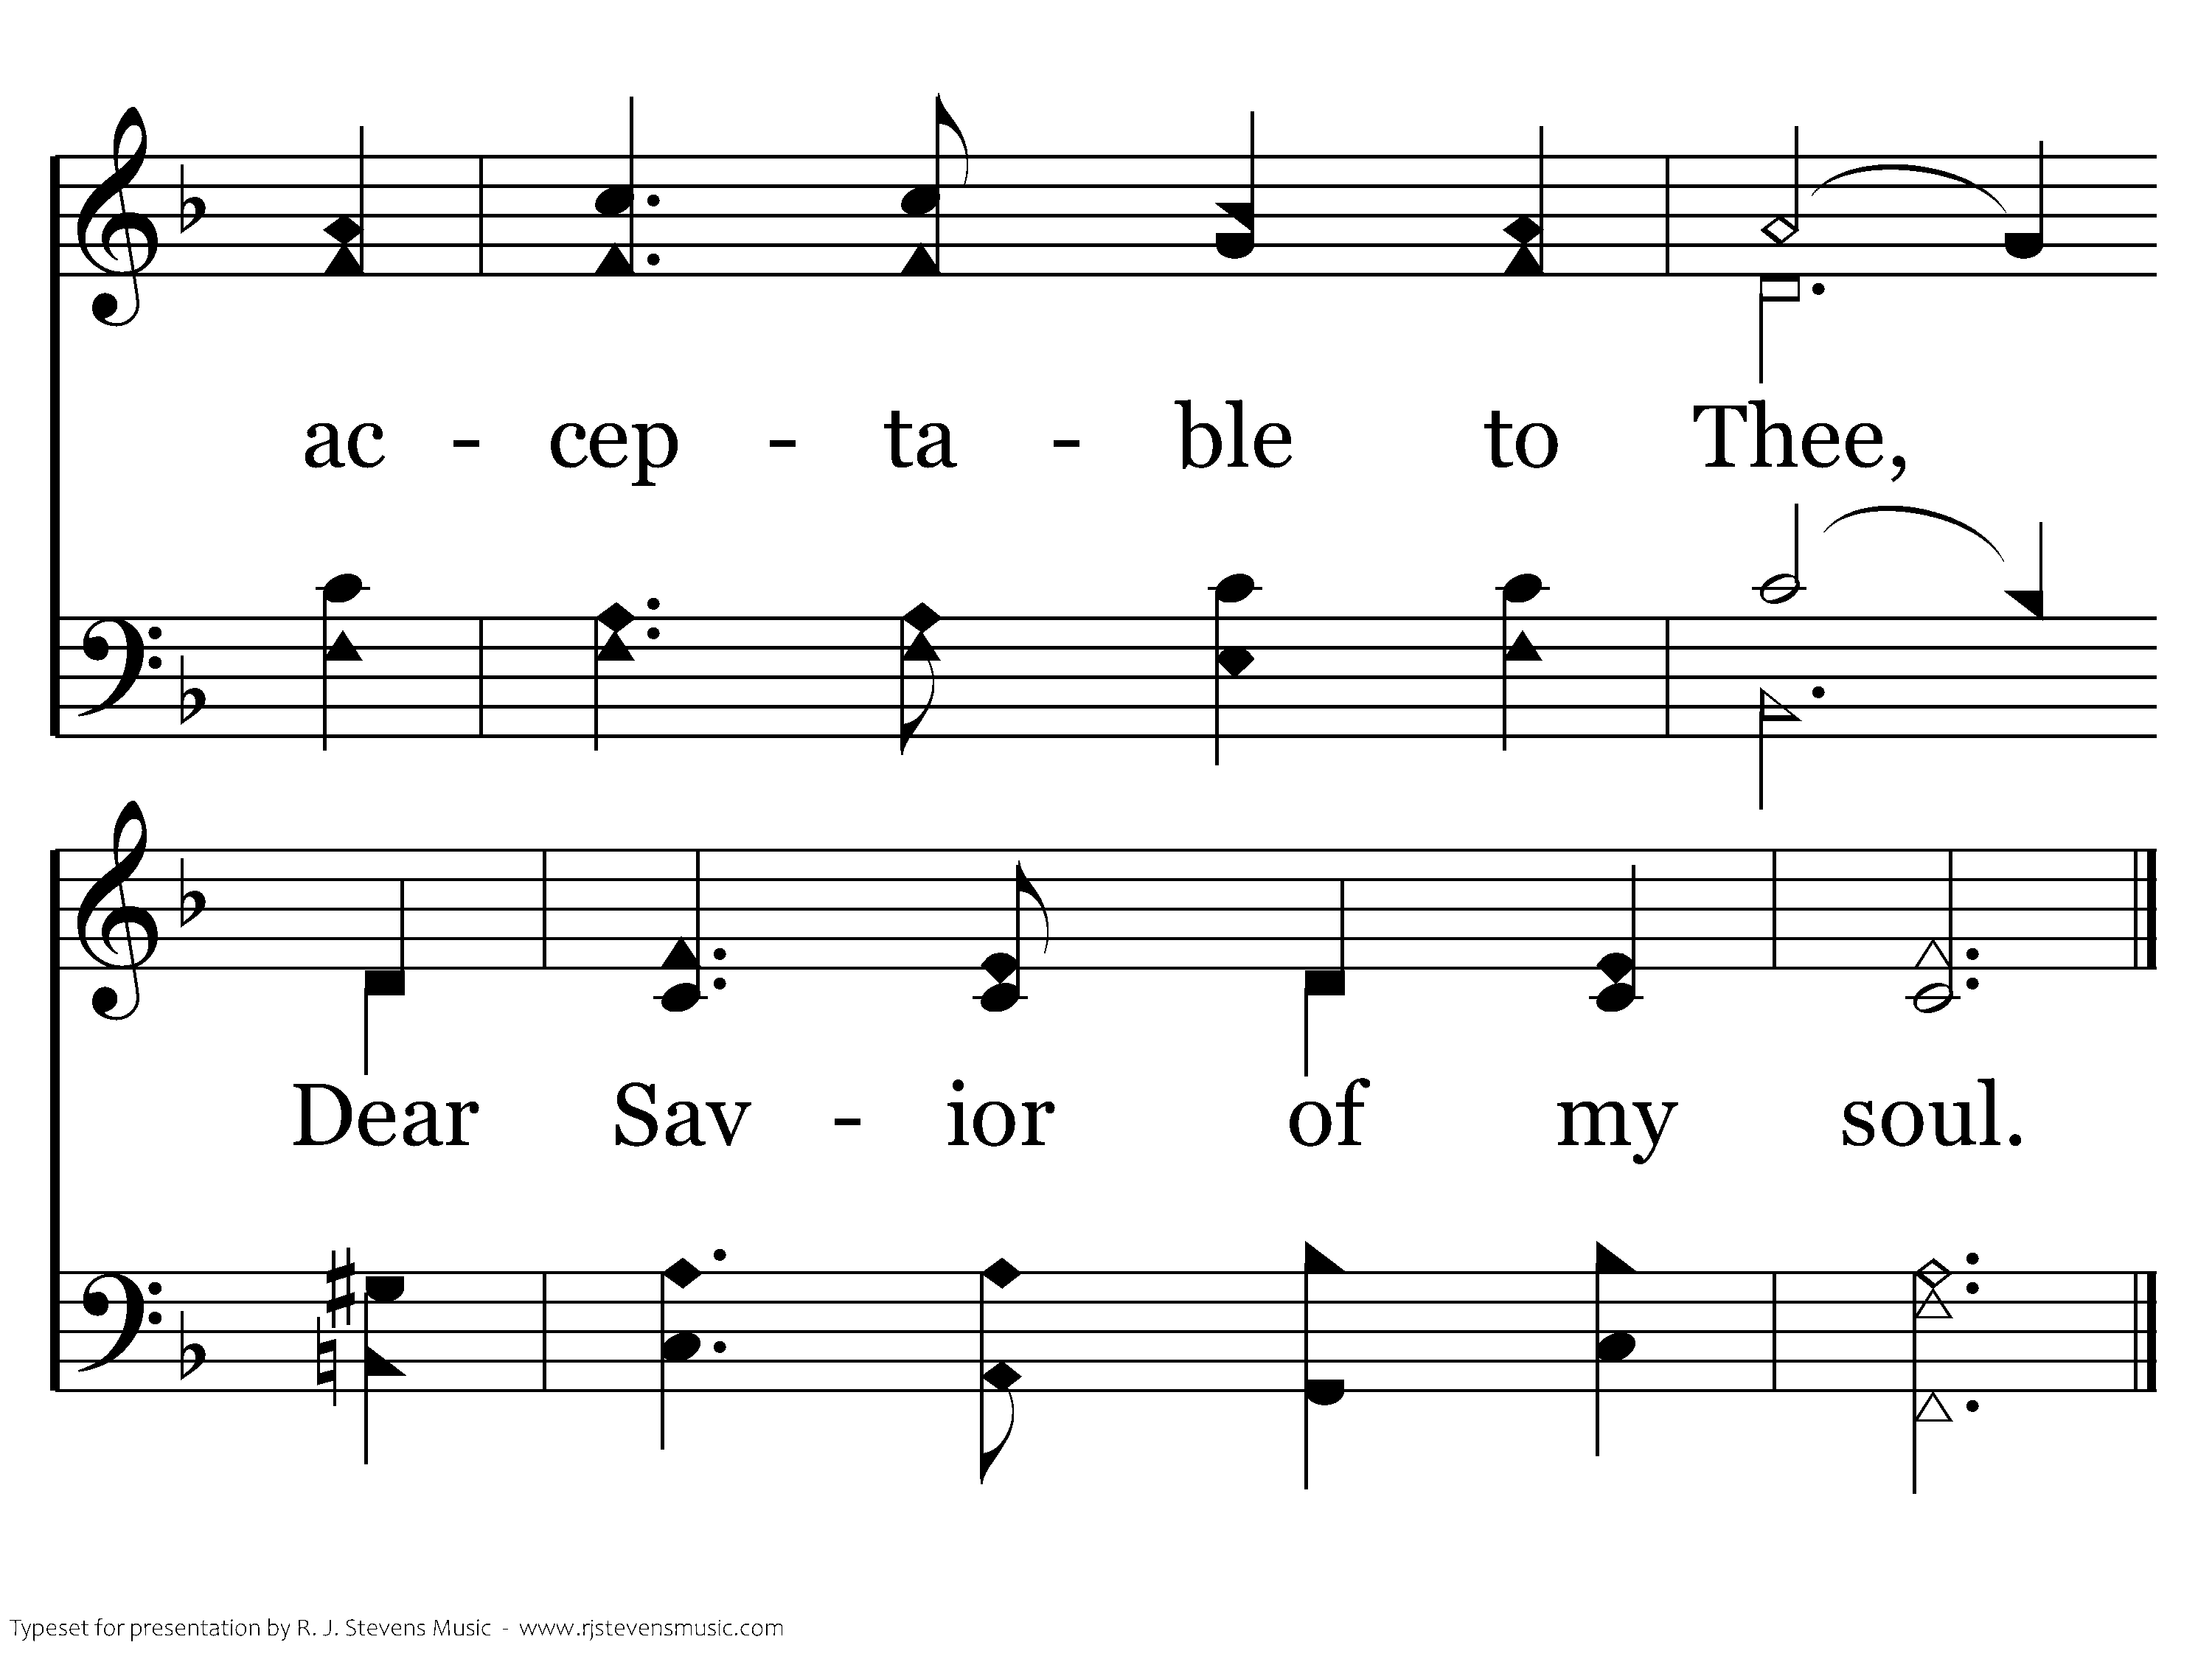 ac - cep - ta - ble to Thee,
Dear Sav - ior of my soul.
Typeset for presentation by R. J. Stevens Music - www.rjstevensmusic.com